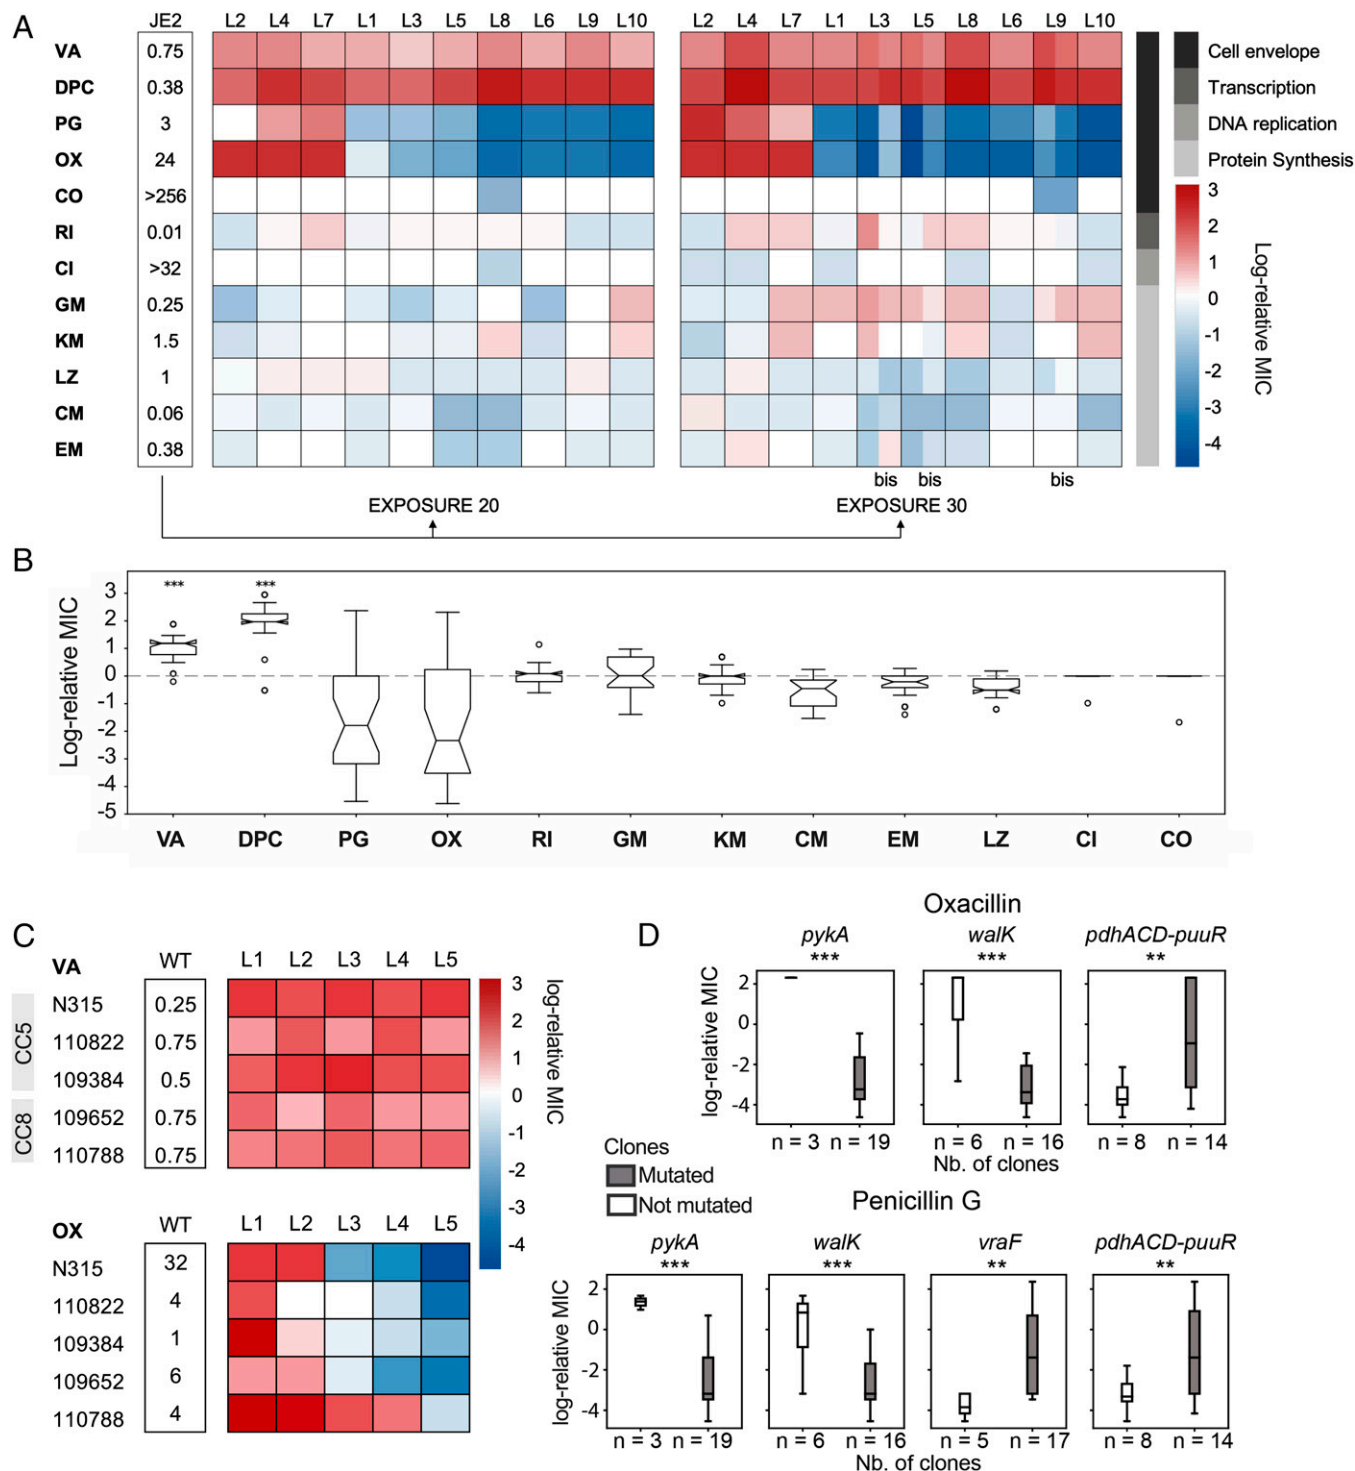 A
JE2 L2 L4 L7 L1 L3 L5 L8 L6 L9 L10 L2 L4 L7 L1 L3 L5 L8 L6 L9 L10
VA 0.75
DPC 0.38
PG 3
OX 24
CO >256
RI 0.01
CI >32
GM 0.25
KM 1.5
LZ 1
CM 0.06
EM 0.38
Cell envelope
Transcription
DNA replication
Protein Synthesis
3
2
1
0
-1
-2
-3
-4
Log-relative MIC
bis bis bis
EXPOSURE 20 EXPOSURE 30
B
Log-relative MIC
3
2
1
0
-1
-2
-3
-4
-5
*** ***
VA DPC PG OX RI GM KM CM EM LZ CI CO
C
VA WT L1 L2 L3 L4 L5
CC5
CC8
N315 0.25
110822 0.75
109384 0.5
109652 0.75
110788 0.75
3
2
1
0
-1
-2
-3
-4
log-relative MIC
OX WT L1 L2 L3 L4 L5
N315 32
110822 4
109384 1
109652 6
110788 4
D
Oxacillin
pykA walK pdhACD-puuR
*** *** **
log-relative MIC
2
0
-2
-4
n = 3 n = 19 n = 6 n = 16 n = 8 n = 14
Nb. of clones
Clones
Mutated
Not mutated
Penicillin G
pykA walK vraF pdhACD-puuR
*** *** ** **
log-relative MIC
2
0
-2
-4
n = 3 n = 19 n = 6 n = 16 n = 5 n = 17 n = 8 n = 14
Nb. of clones